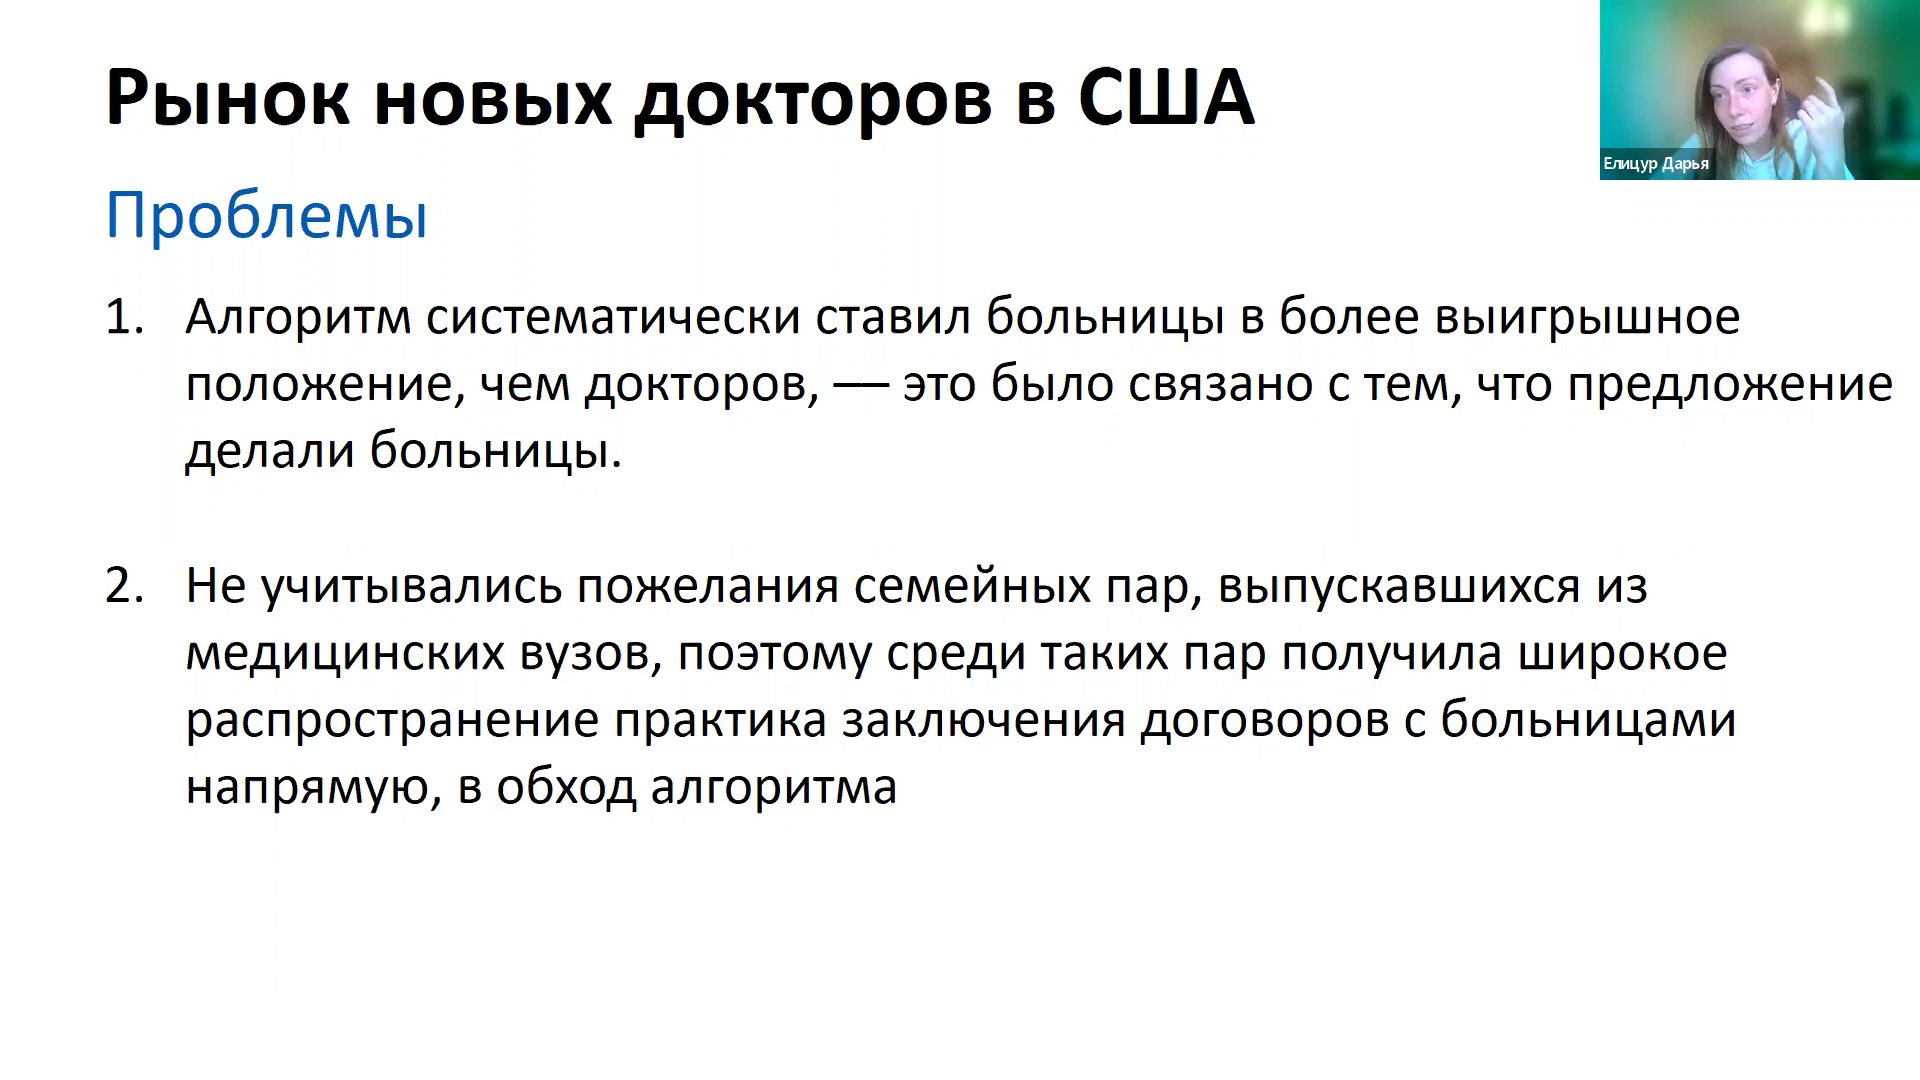 Рынок новых докторов в США
Елицур Дарья
Проблемы
1. Алгоритм систематически ставил больницы в более выигрышное
положение, чем докторов, — это было связано с тем, что предложение
делали больницы.
2. Не учитывались пожелания семейных пар, выпускавшихся из
медицинских вузов, поэтому среди таких пар получила широкое
распространение практика заключения договоров с больницами
напрямую, в обход алгоритма